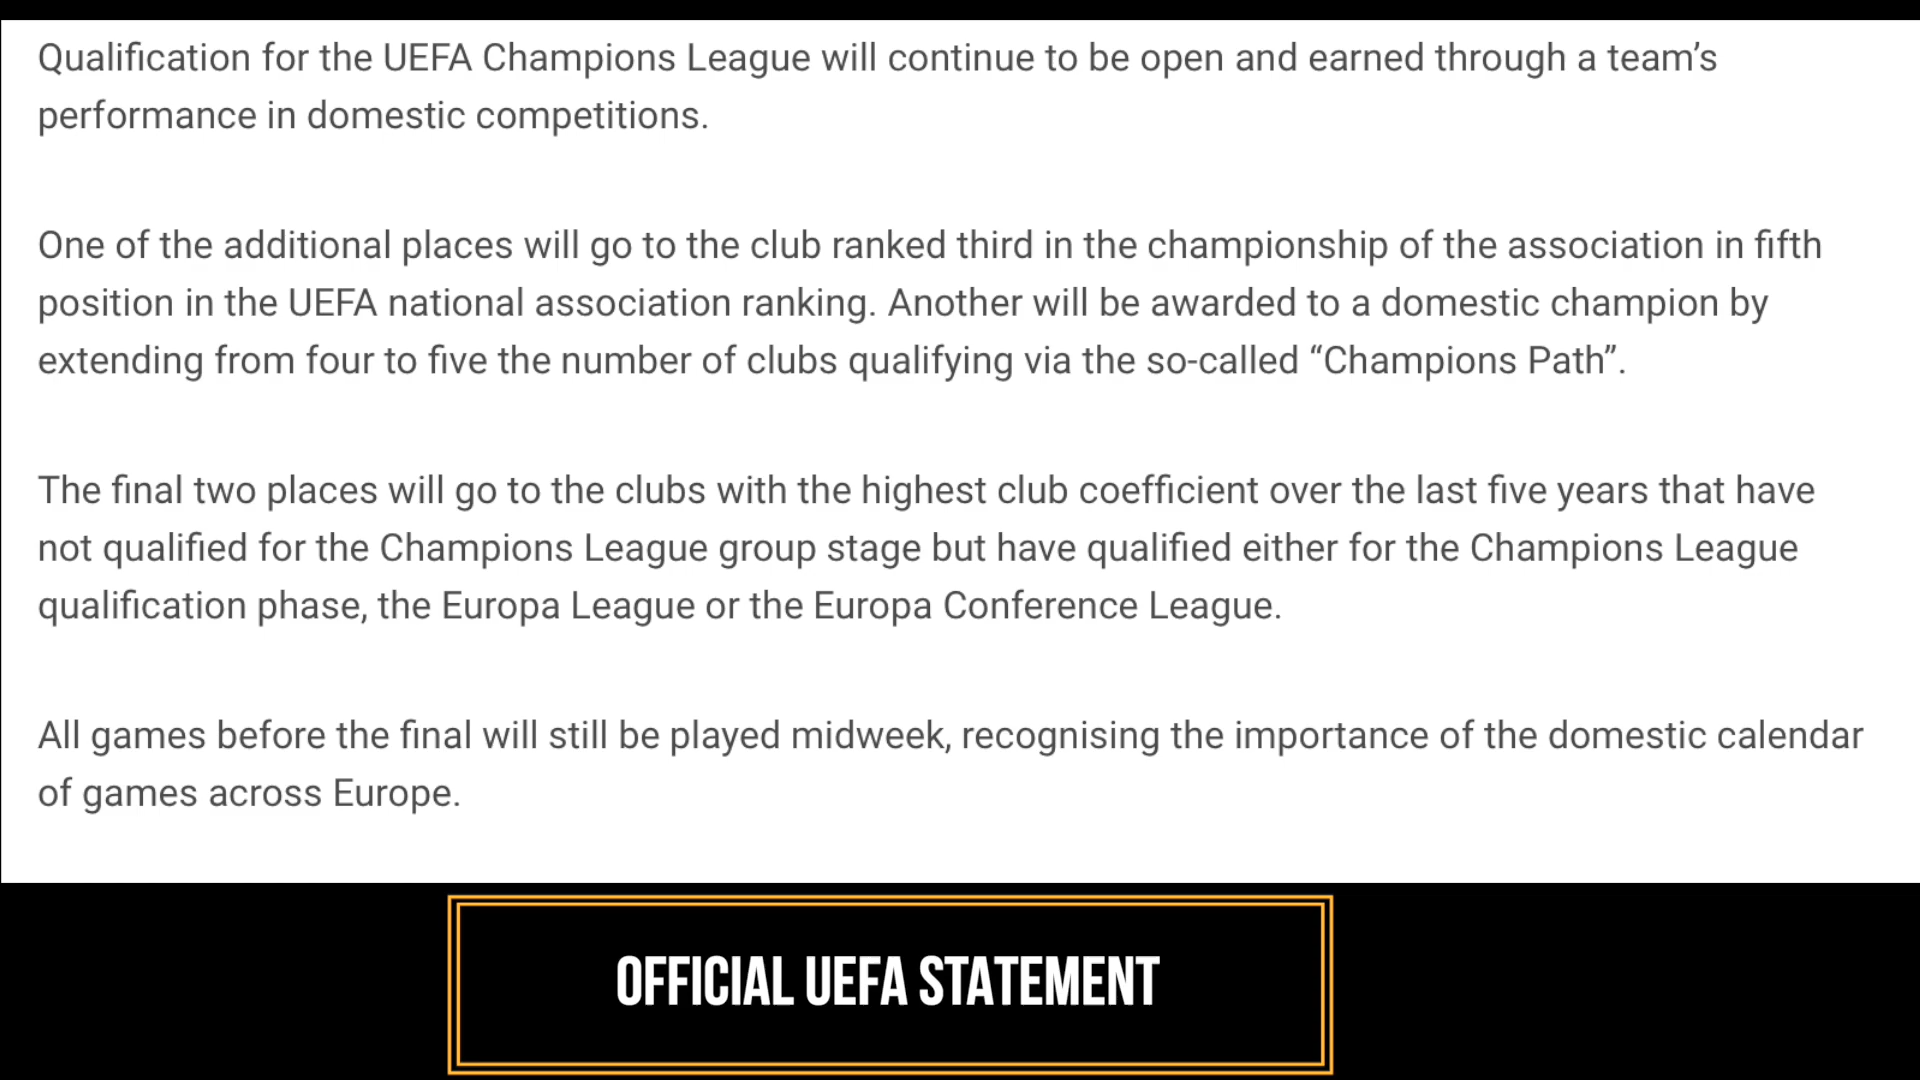 Qualification for the UEFA Champions League will continue to be open and earned through a team’s
performance in domestic competitions.
One of the additional places will go to the club ranked third in the championship of the association in fifth
position in the UEFA national association ranking. Another will be awarded to a domestic champion by
extending from four to five the number of clubs qualifying via the so-called “Champions Path”.
The final two places will go to the clubs with the highest club coefficient over the last five years that have
not qualified for the Champions League group stage but have qualified either for the Champions League
qualification phase, the Europa League or the Europa Conference League.
All games before the final will still be played midweek, recognising the importance of the domestic calendar
of games across Europe.
OFFICIAL UEFA STATEMENT